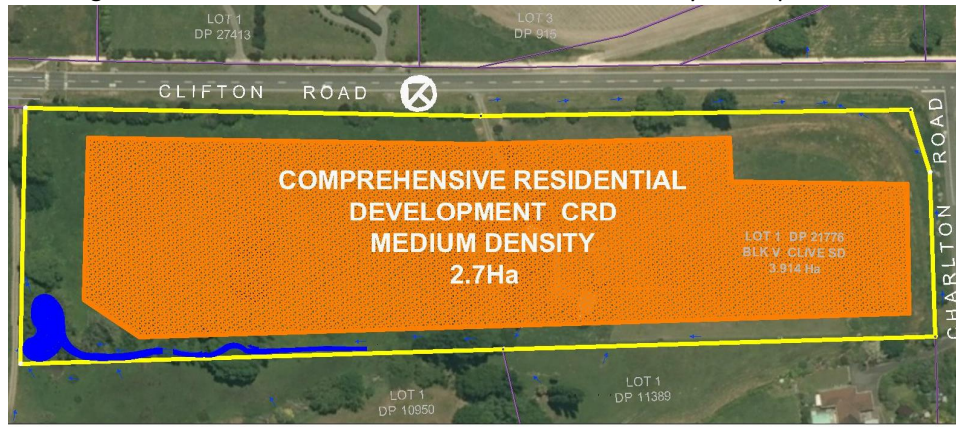 LOT 1
DP 27413
LOT 3
DP 915
CLIFTON ROAD
COMPREHENSIVE RESIDENTIAL
DEVELOPMENT CRD
MEDIUM DENSITY
2.7Ha
LOT 1 DP 21776
BLK V CLIVE SD
3.914 Ha
CHARLTON ROAD
LOT 1
DP 10950
LOT 1
DP 11389